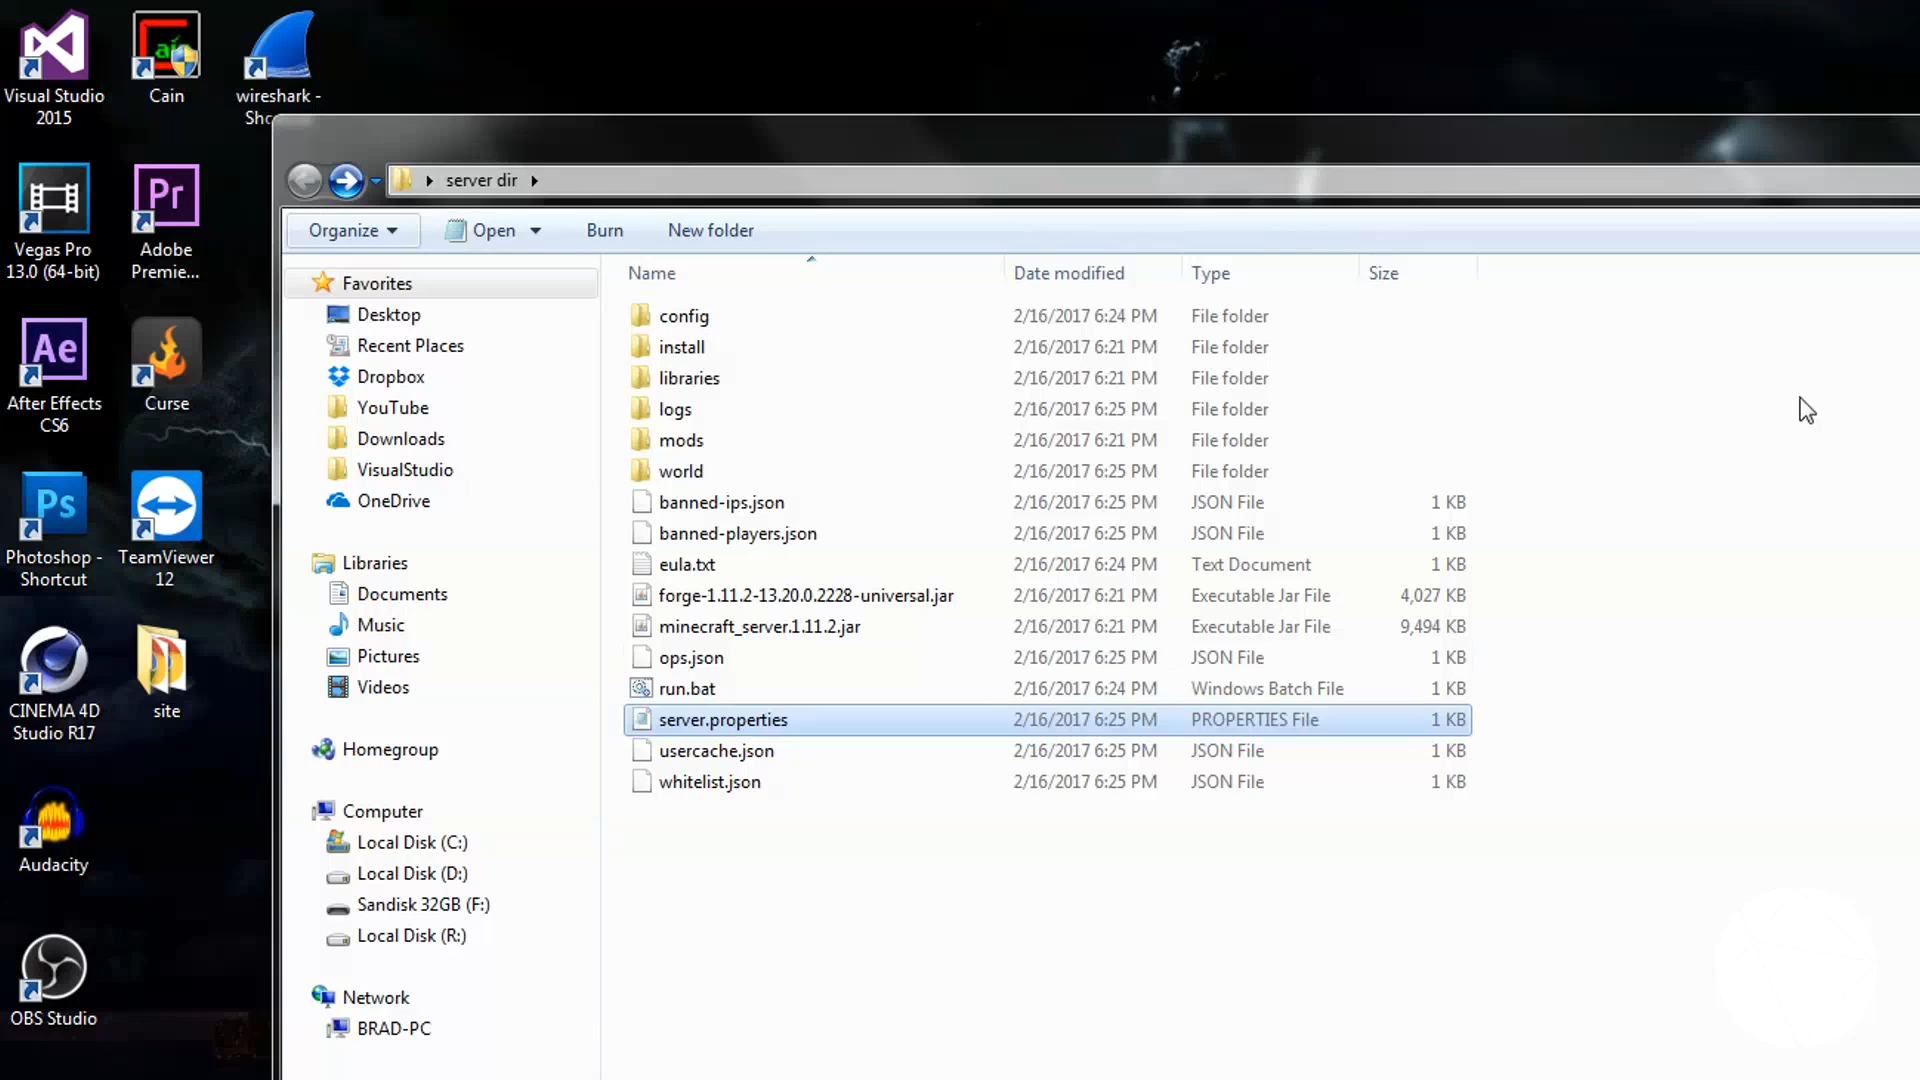 Visual Studio
2015
Cain
wireshark -
Vegas Pro
13.0 (64-bit)
Pr
Adobe
Premie...
Ae
After Effects
CS6
Curse
Ps
Photoshop -
Shortcut
TeamViewer
12
CINEMA 4D
Studio R17
site
Audacity
OBS Studio
server dir
Organize
Open
Burn
New folder
Favorites
Desktop
Recent Places
Dropbox
YouTube
Downloads
VisualStudio
OneDrive
Libraries
Documents
Music
Pictures
Videos
Homegroup
Computer
Local Disk (C:)
Local Disk (D:)
Sandisk 32GB (F:)
Local Disk (R:)
Network
BRAD-PC
Name Date modified Type Size
config 2/16/2017 6:24 PM File folder
install 2/16/2017 6:21 PM File folder
libraries 2/16/2017 6:21 PM File folder
logs 2/16/2017 6:25 PM File folder
mods 2/16/2017 6:21 PM File folder
world 2/16/2017 6:25 PM File folder
banned-ips.json 2/16/2017 6:25 PM JSON File 1 KB
banned-players.json 2/16/2017 6:25 PM JSON File 1 KB
eula.txt 2/16/2017 6:24 PM Text Document 1 KB
forge-1.11.2-13.20.0.2228-universal.jar 2/16/2017 6:21 PM Executable Jar File 4,027 KB
minecraft_server.1.11.2.jar 2/16/2017 6:21 PM Executable Jar File 9,494 KB
ops.json 2/16/2017 6:25 PM JSON File 1 KB
run.bat 2/16/2017 6:24 PM Windows Batch File 1 KB
server.properties 2/16/2017 6:25 PM PROPERTIES File 1 KB
usercache.json 2/16/2017 6:25 PM JSON File 1 KB
whitelist.json 2/16/2017 6:25 PM JSON File 1 KB